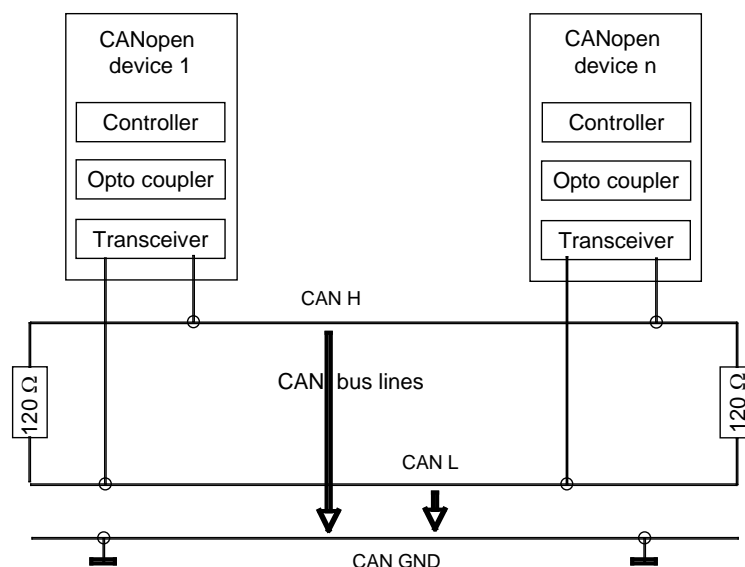 CANopen
device 1
Controller
Opto coupler
Transceiver
CANopen
device n
Controller
Opto coupler
Transceiver
CAN H
120 Ω
CAN bus lines
120 Ω
CAN L
CAN GND